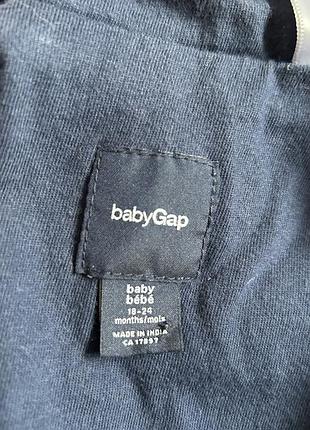 babyGap
baby
bébé
18-24
months/mois
MADE IN INDIA
CA 17897